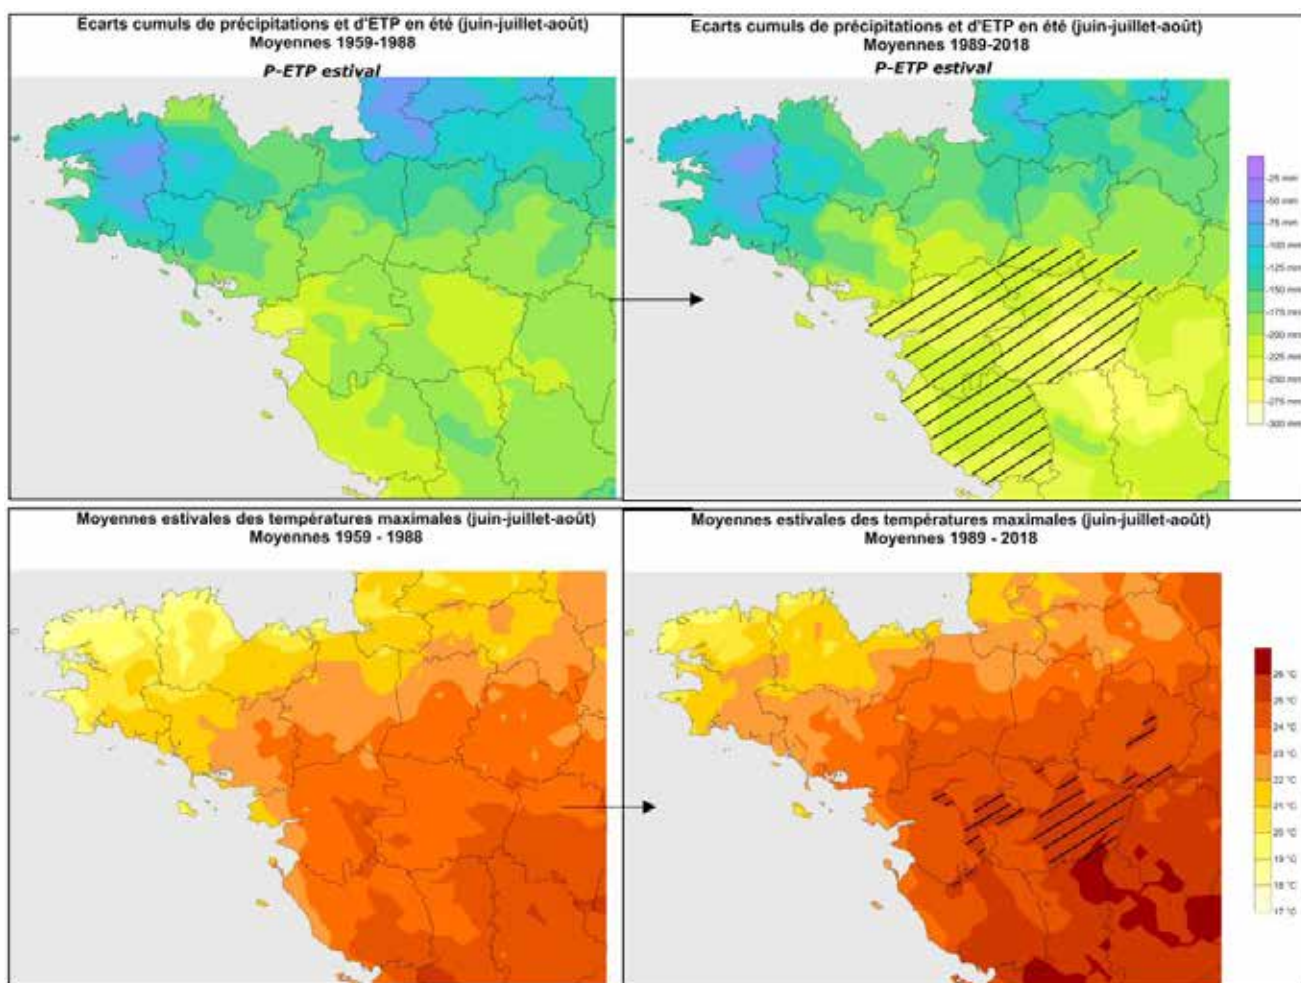 Ecarts cumuls de précipitations et d'ETP en été (juin-juillet-août)
Moyennes 1959-1988
P-ETP estival
Ecarts cumuls de précipitations et d'ETP en été (juin-juillet-août)
Moyennes 1989-2018
P-ETP estival
-25 mm
-50 mm
-75 mm
-100 mm
-125 mm
-150 mm
-175 mm
-200 mm
-225 mm
-250 mm
-275 mm
-300 mm
Moyennes estivales des températures maximales (juin-juillet-août)
Moyennes 1959 - 1988
Moyennes estivales des températures maximales (juin-juillet-août)
Moyennes 1989 - 2018
26 °C
25 °C
24 °C
23 °C
22 °C
21 °C
20 °C
19 °C
18 °C
17 °C